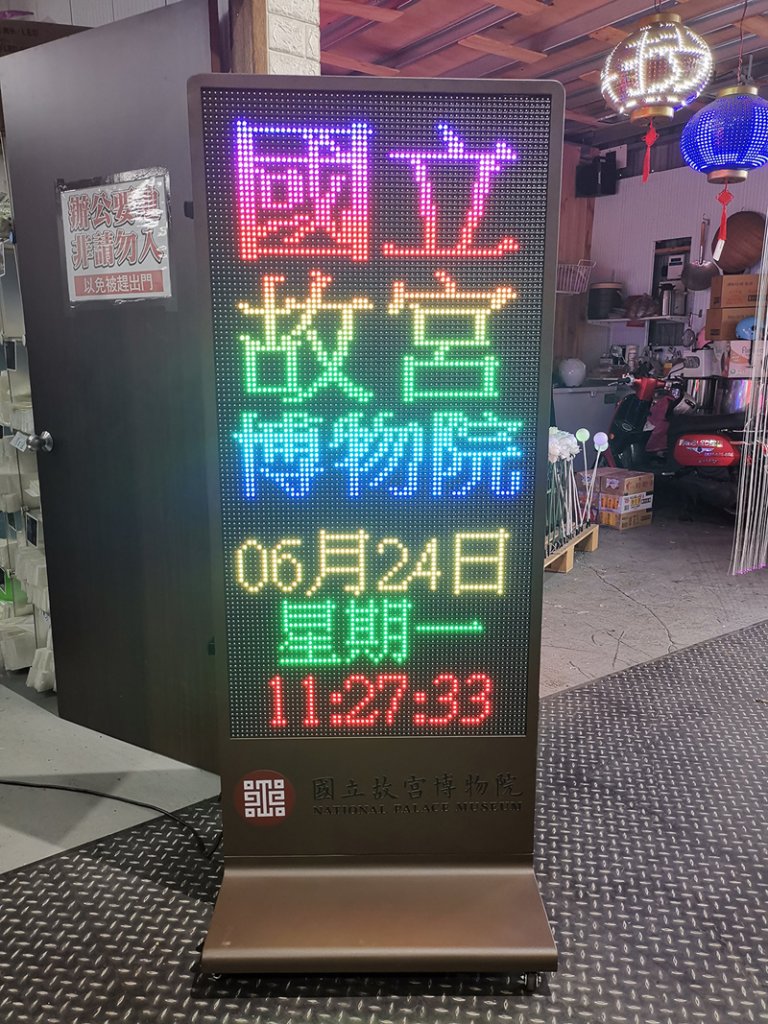 國立
故宮
博物院
06月24日
星期一
11:27:33
國立故宮博物院
NATIONAL PALACE MUSEUM
辦公要皇
非請勿入
以免被趕出門